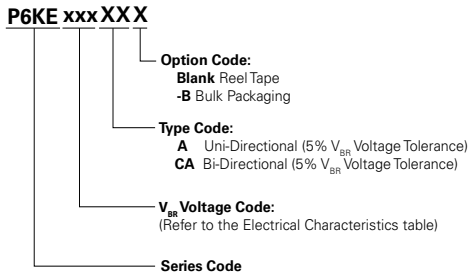 P6KE xxx XX X
Option Code:
Blank Reel Tape
-B Bulk Packaging
Type Code:
A Uni-Directional (5% VBR Voltage Tolerance)
CA Bi-Directional (5% VBR Voltage Tolerance)
VBR Voltage Code:
(Refer to the Electrical Characteristics table)
Series Code